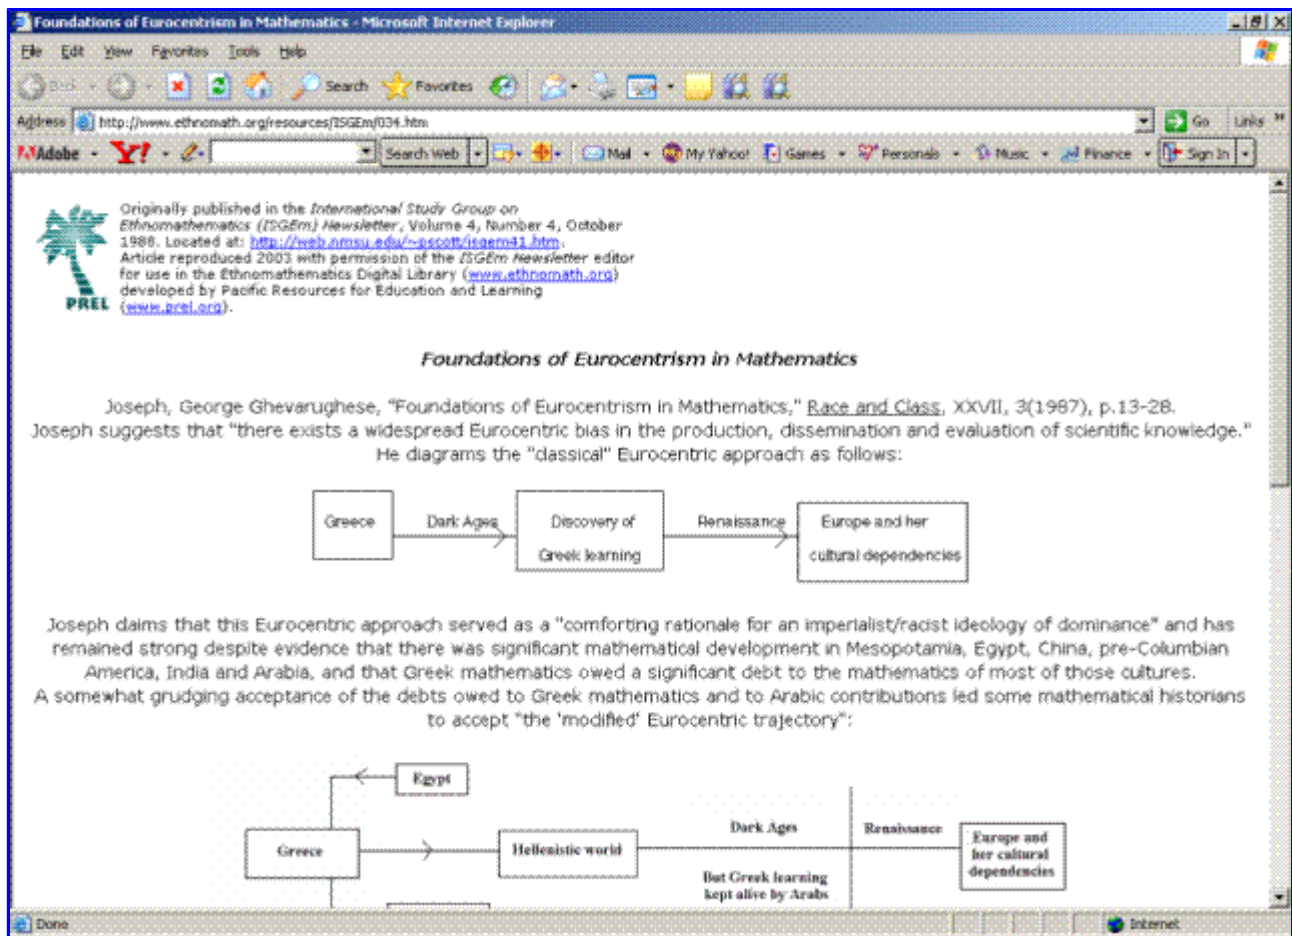 Foundations of Eurocentrism in Mathematics - Microsoft Internet Explorer
File Edit View Favorites Tools Help
Back Search Favorites
Address http://www.ethnomath.org/resources/ISGEm/034.htm Go Links »
Adobe Y! Search Web Mail My Yahoo! Games Personals Music Finance Sign In
Originally published in the International Study Group on
Ethnomathematics (ISGEm) Newsletter, Volume 4, Number 4, October
1988. Located at: http://web.nmsu.edu/~pscott/isgem41.htm.
Article reproduced 2003 with permission of the ISGEm Newsletter editor
for use in the Ethnomathematics Digital Library (www.ethnomath.org)
developed by Pacific Resources for Education and Learning
(www.prel.org).
PREL
Foundations of Eurocentrism in Mathematics
Joseph, George Ghevarughese, "Foundations of Eurocentrism in Mathematics," Race and Class, XXVII, 3(1987), p.13-28.
Joseph suggests that "there exists a widespread Eurocentric bias in the production, dissemination and evaluation of scientific knowledge."
He diagrams the "classical" Eurocentric approach as follows:
Greece
Dark Ages
Discovery of
Greek learning
Renaissance
Europe and her
cultural dependencies
Joseph claims that this Eurocentric approach served as a "comforting rationale for an imperialist/racist ideology of dominance" and has
remained strong despite evidence that there was significant mathematical development in Mesopotamia, Egypt, China, pre-Columbian
America, India and Arabia, and that Greek mathematics owed a significant debt to the mathematics of most of those cultures.
A somewhat grudging acceptance of the debts owed to Greek mathematics and to Arabic contributions led some mathematical historians
to accept "the 'modified' Eurocentric trajectory":
Egypt
Greece
Hellenistic world
Dark Ages
But Greek learning
kept alive by Arabs
Renaissance
Europe and
her cultural
dependencies
Done
Internet